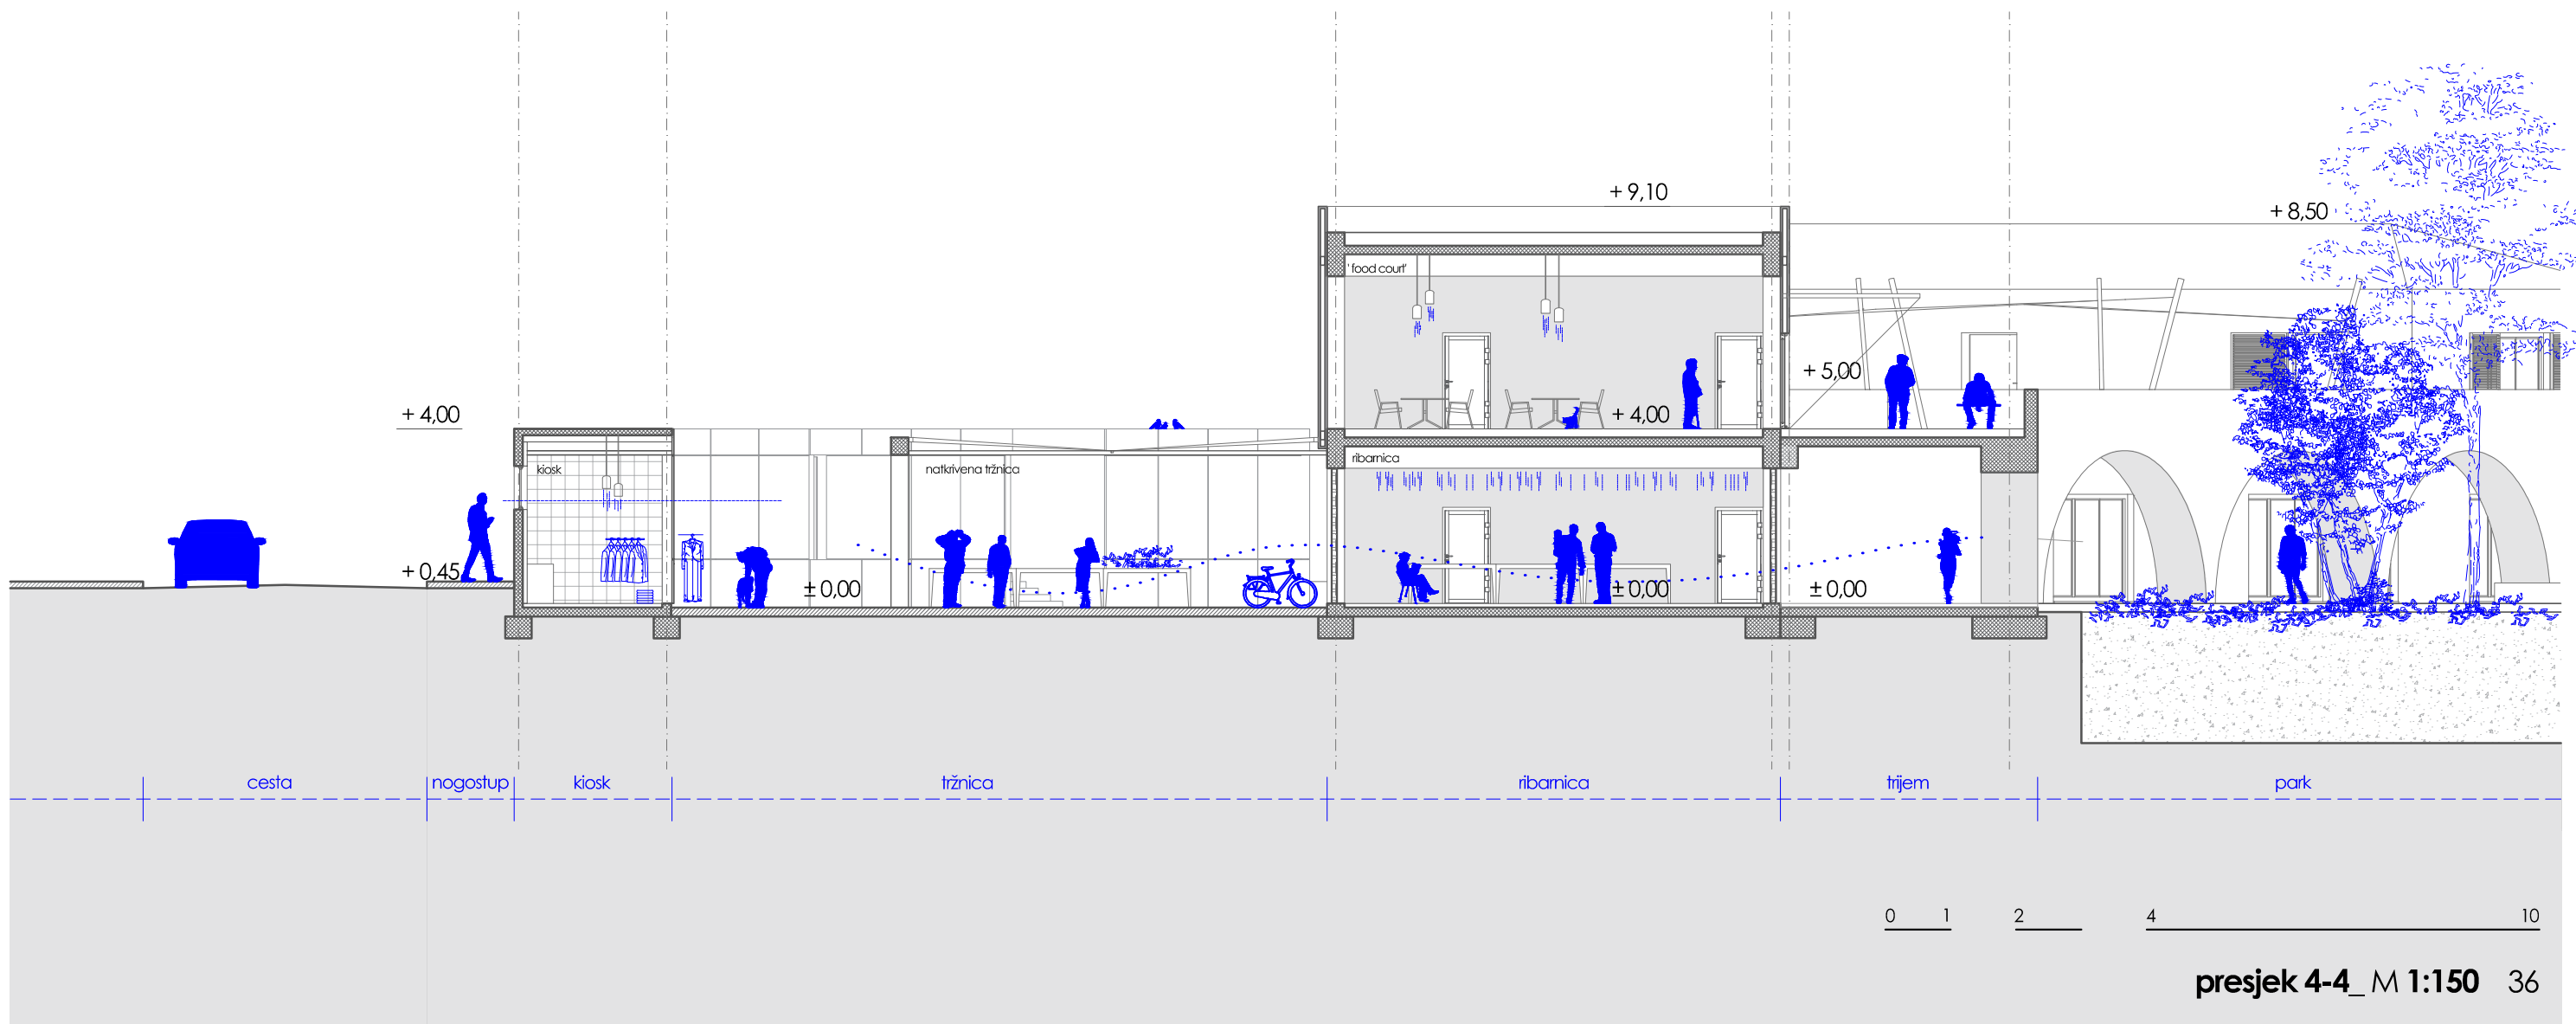 + 9,10
+ 8,50
'food court'
+ 5,00
+ 4,00
+ 4,00
ribarnica
kiosk
natkrivena tržnica
+ 0,45
± 0,00
± 0,00
± 0,00
cesta
nogostup
kiosk
tržnica
ribarnica
trijem
park
0 1 2 4 10
presjek 4-4_ M 1:150 36